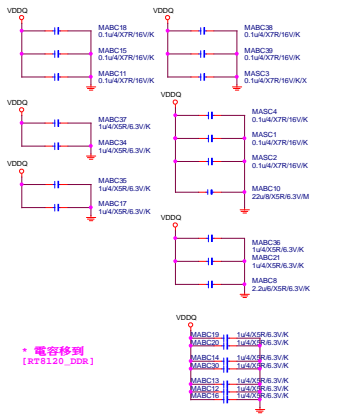 VDDQ
MABC18
0.1u/4/X7R/16V/K
MABC15
0.1u/4/X7R/16V/K
MABC11
0.1u/4/X7R/16V/K
VDDQ
MABC38
0.1u/4/X7R/16V/K
MABC39
0.1u/4/X7R/16V/K
MASC3
0.1u/4/X7R/16V/K/X
VDDQ
MABC37
1u/4/X5R/6.3V/K
MABC34
1u/4/X5R/6.3V/K
VDDQ
MASC4
0.1u/4/X7R/16V/K
MASC1
0.1u/4/X7R/16V/K
MASC2
0.1u/4/X7R/16V/K
MABC10
22u/8/X5R/6.3V/M
VDDQ
MABC35
1u/4/X5R/6.3V/K
MABC17
1u/4/X5R/6.3V/K
VDDQ
MABC36
1u/4/X5R/6.3V/K
MABC21
1u/4/X5R/6.3V/K
MABC8
2.2u/6/X5R/6.3V/K
VDDQ
MABC19 1u/4/X5R/6.3V/K
MABC20 1u/4/X5R/6.3V/K
MABC14 1u/4/X5R/6.3V/K
MABC30 1u/4/X5R/6.3V/K
MABC13 1u/4/X5R/6.3V/K
MABC12 1u/4/X5R/6.3V/K
MABC16 1u/4/X5R/6.3V/K
* 電容移到
[RT8120_DDR]